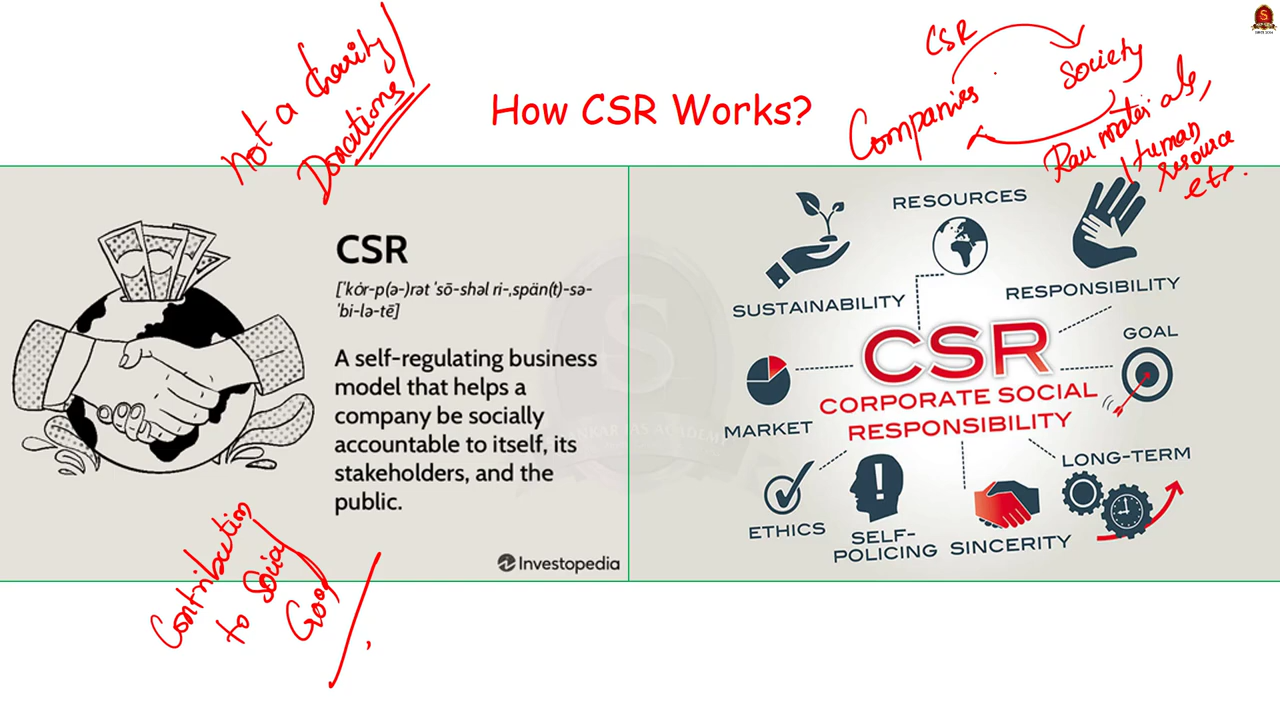 Not a charity
Donations
How CSR Works?
CSR
Companies
Society
Raw materials,
Human
resource
etc.
CSR
['kȯr-p(ə-)rət 'sō-shəl ri-,spän(t)-sə-
'bi-lə-tē]
A self-regulating business
model that helps a
company be socially
accountable to itself, its
stakeholders, and the
public.
Investopedia
Contribution
to Social
Good
RESOURCES
SUSTAINABILITY
RESPONSIBILITY
GOAL
CSR
CORPORATE SOCIAL
RESPONSIBILITY
MARKET
LONG-TERM
ETHICS
SELF-
POLICING
SINCERITY